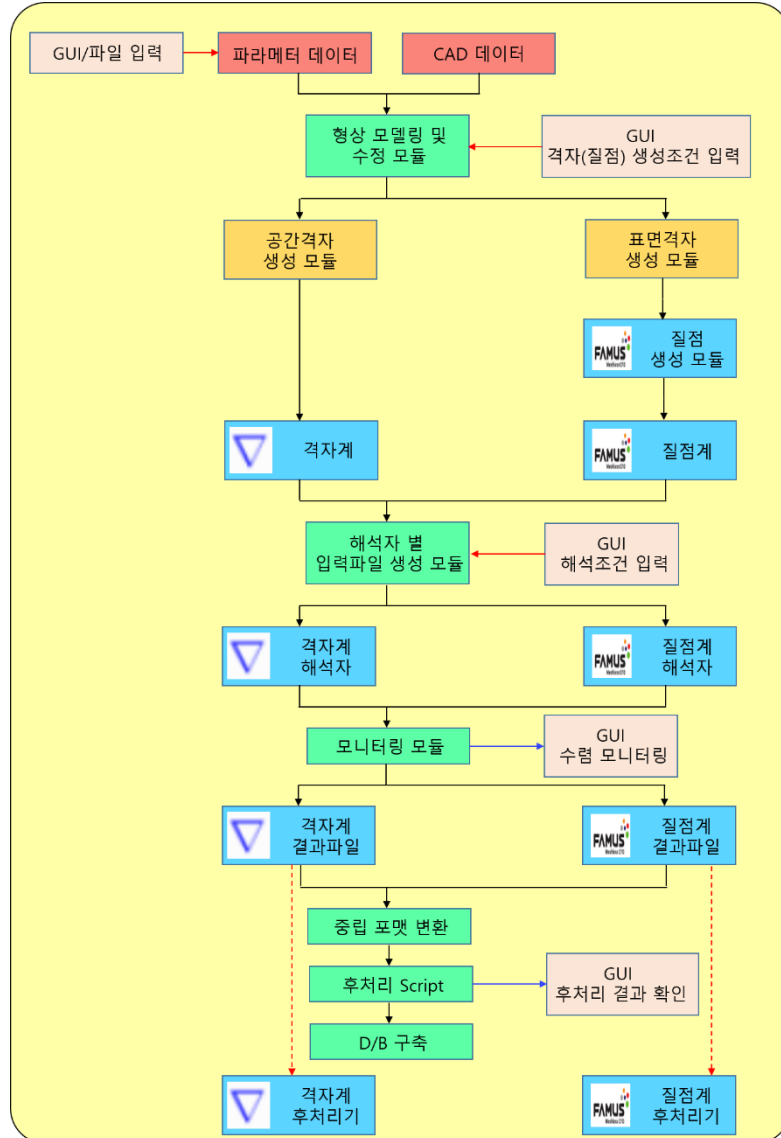 GUI/파일 입력
파라메터 데이터
CAD 데이터
형상 모델링 및
수정 모듈
GUI
격자(질점) 생성조건 입력
공간격자
생성 모듈
표면격자
생성 모듈
FAMUS
질점
생성 모듈
격자계
FAMUS
질점계
해석자 별
입력파일 생성 모듈
GUI
해석조건 입력
격자계
해석자
FAMUS
질점계
해석자
모니터링 모듈
GUI
수렴 모니터링
격자계
결과파일
FAMUS
질점계
결과파일
중립 포맷 변환
후처리 Script
GUI
후처리 결과 확인
D/B 구축
격자계
후처리기
FAMUS
질점계
후처리기